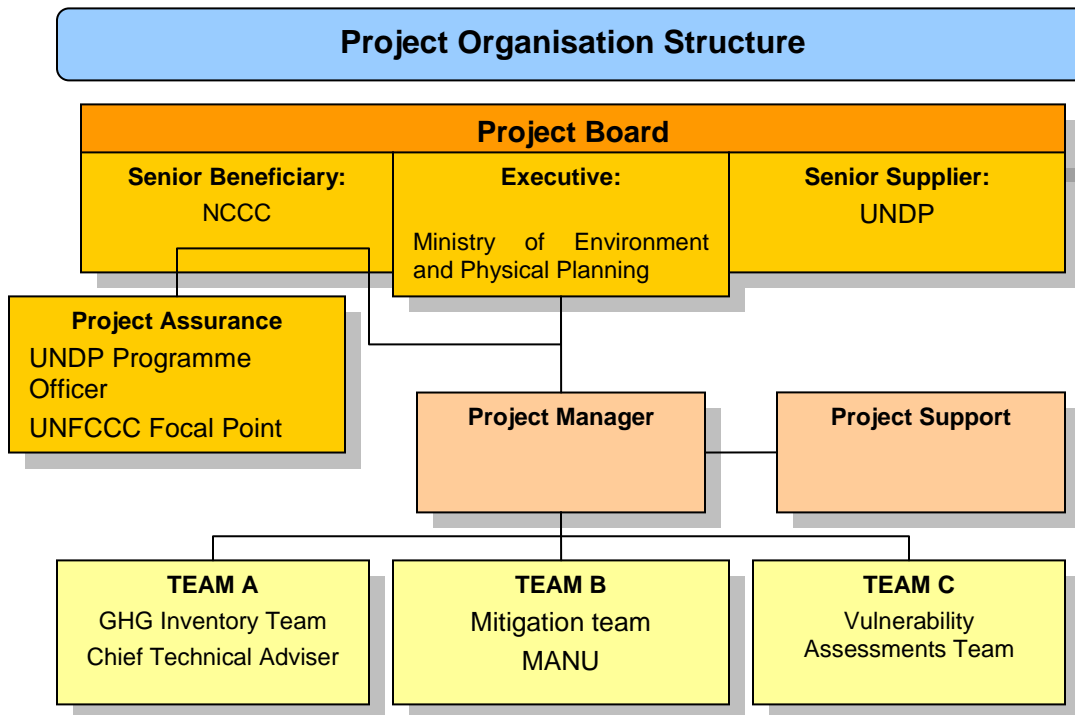 Project Organisation Structure
Project Board
Senior Beneficiary:
NCCC
Executive:
Ministry of Environment
and Physical Planning
Senior Supplier:
UNDP
Project Assurance
UNDP Programme
Officer
UNFCCC Focal Point
Project Manager
Project Support
TEAM A
GHG Inventory Team
Chief Technical Adviser
TEAM B
Mitigation team
MANU
TEAM C
Vulnerability
Assessments Team